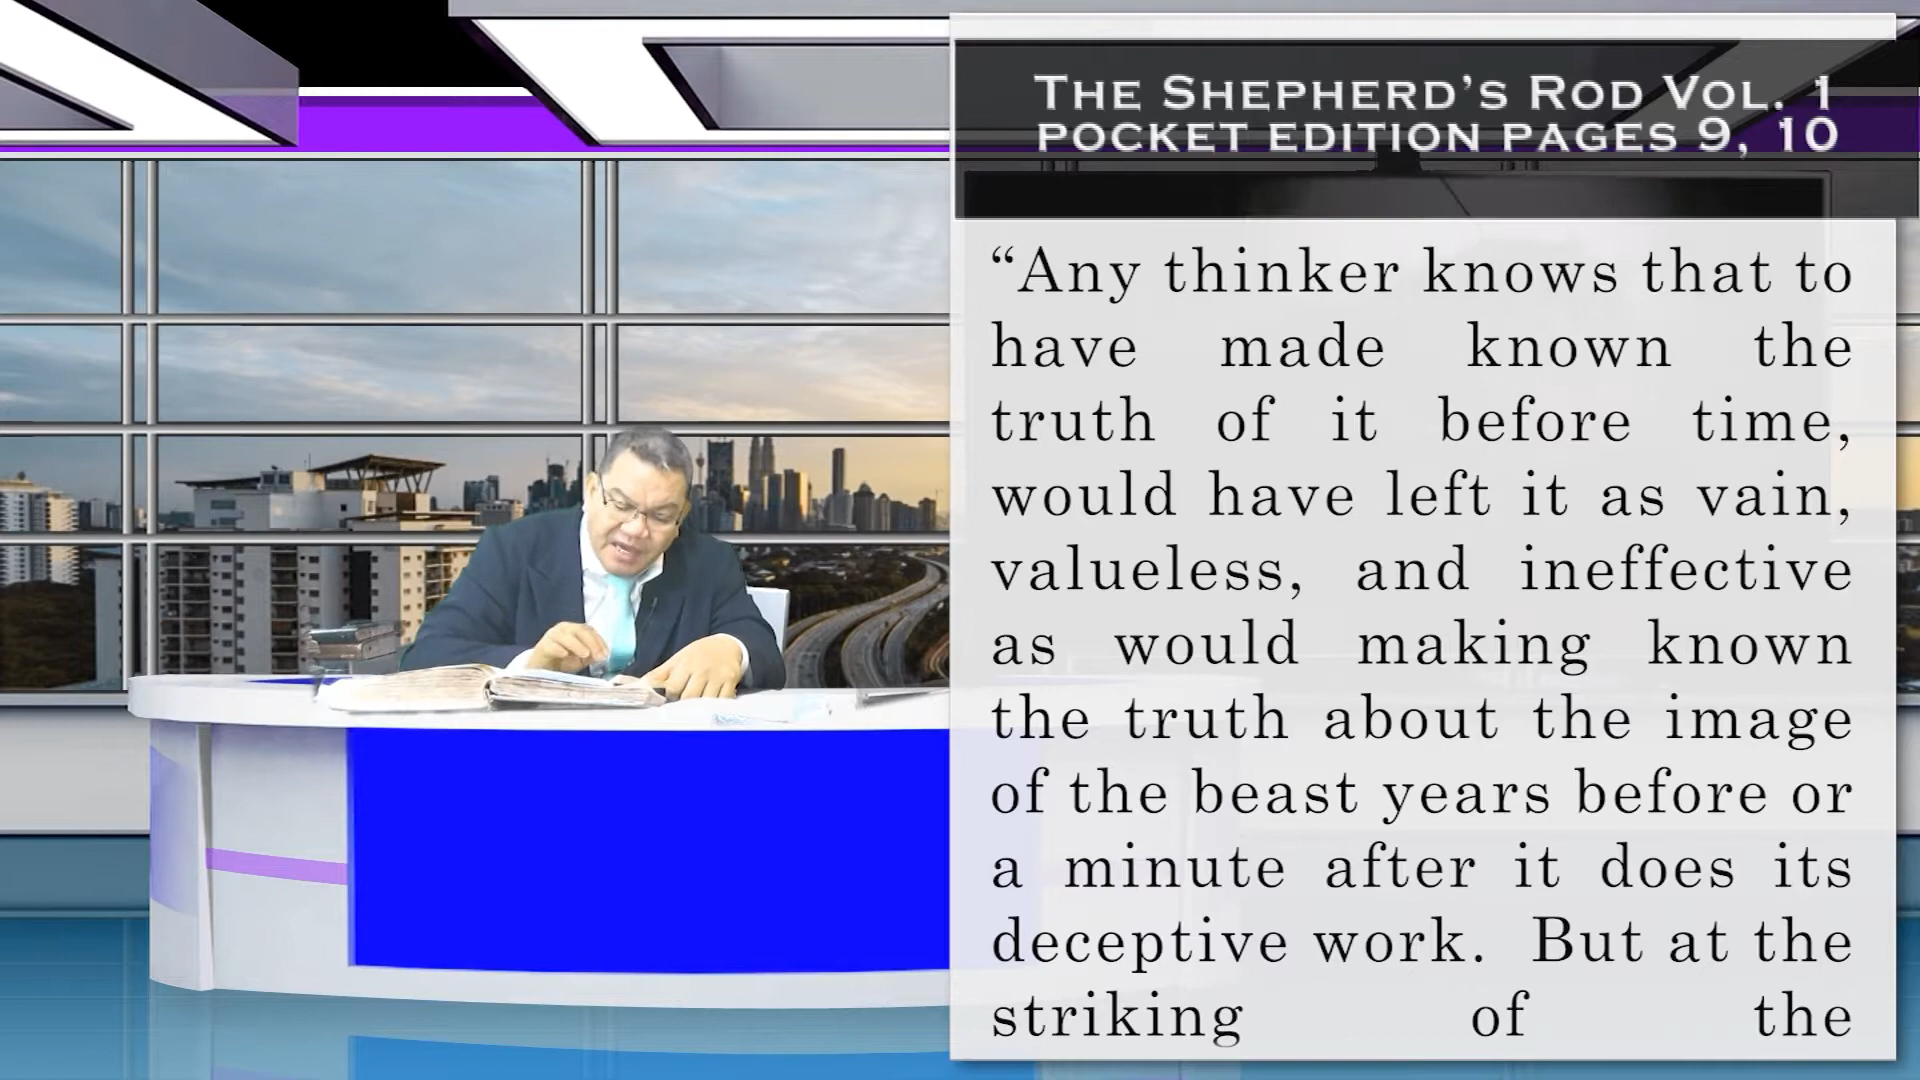 The Shepherd’s Rod Vol. 1
pocket edition pages 9, 10
“Any thinker knows that to
have made known the
truth of it before time,
would have left it as vain,
valueless, and ineffective
as would making known
the truth about the image
of the beast years before or
a minute after it does its
deceptive work. But at the
striking of the